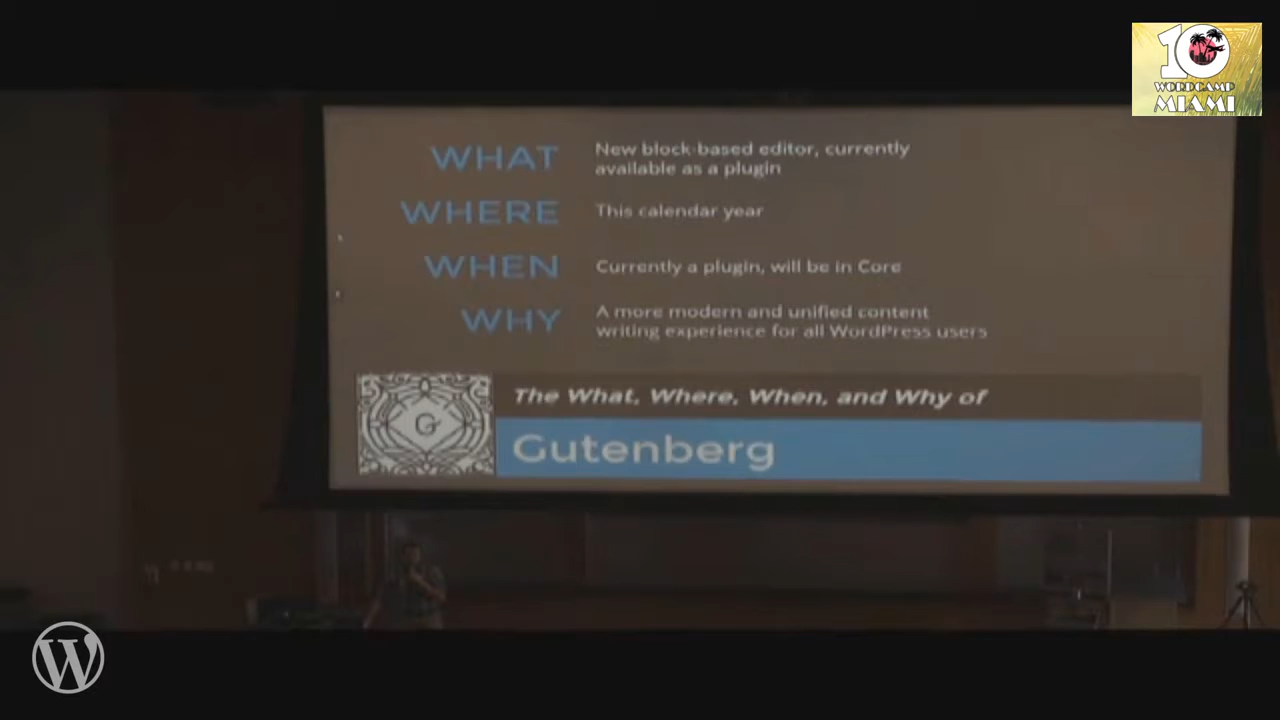 10
WORDCAMP
MIAMI
WHAT
New block-based editor, currently
available as a plugin
WHERE
This calendar year
WHEN
Currently a plugin, will be in Core
WHY
A more modern and unified content
writing experience for all WordPress users
G
The What, Where, When, and Why of
Gutenberg
W